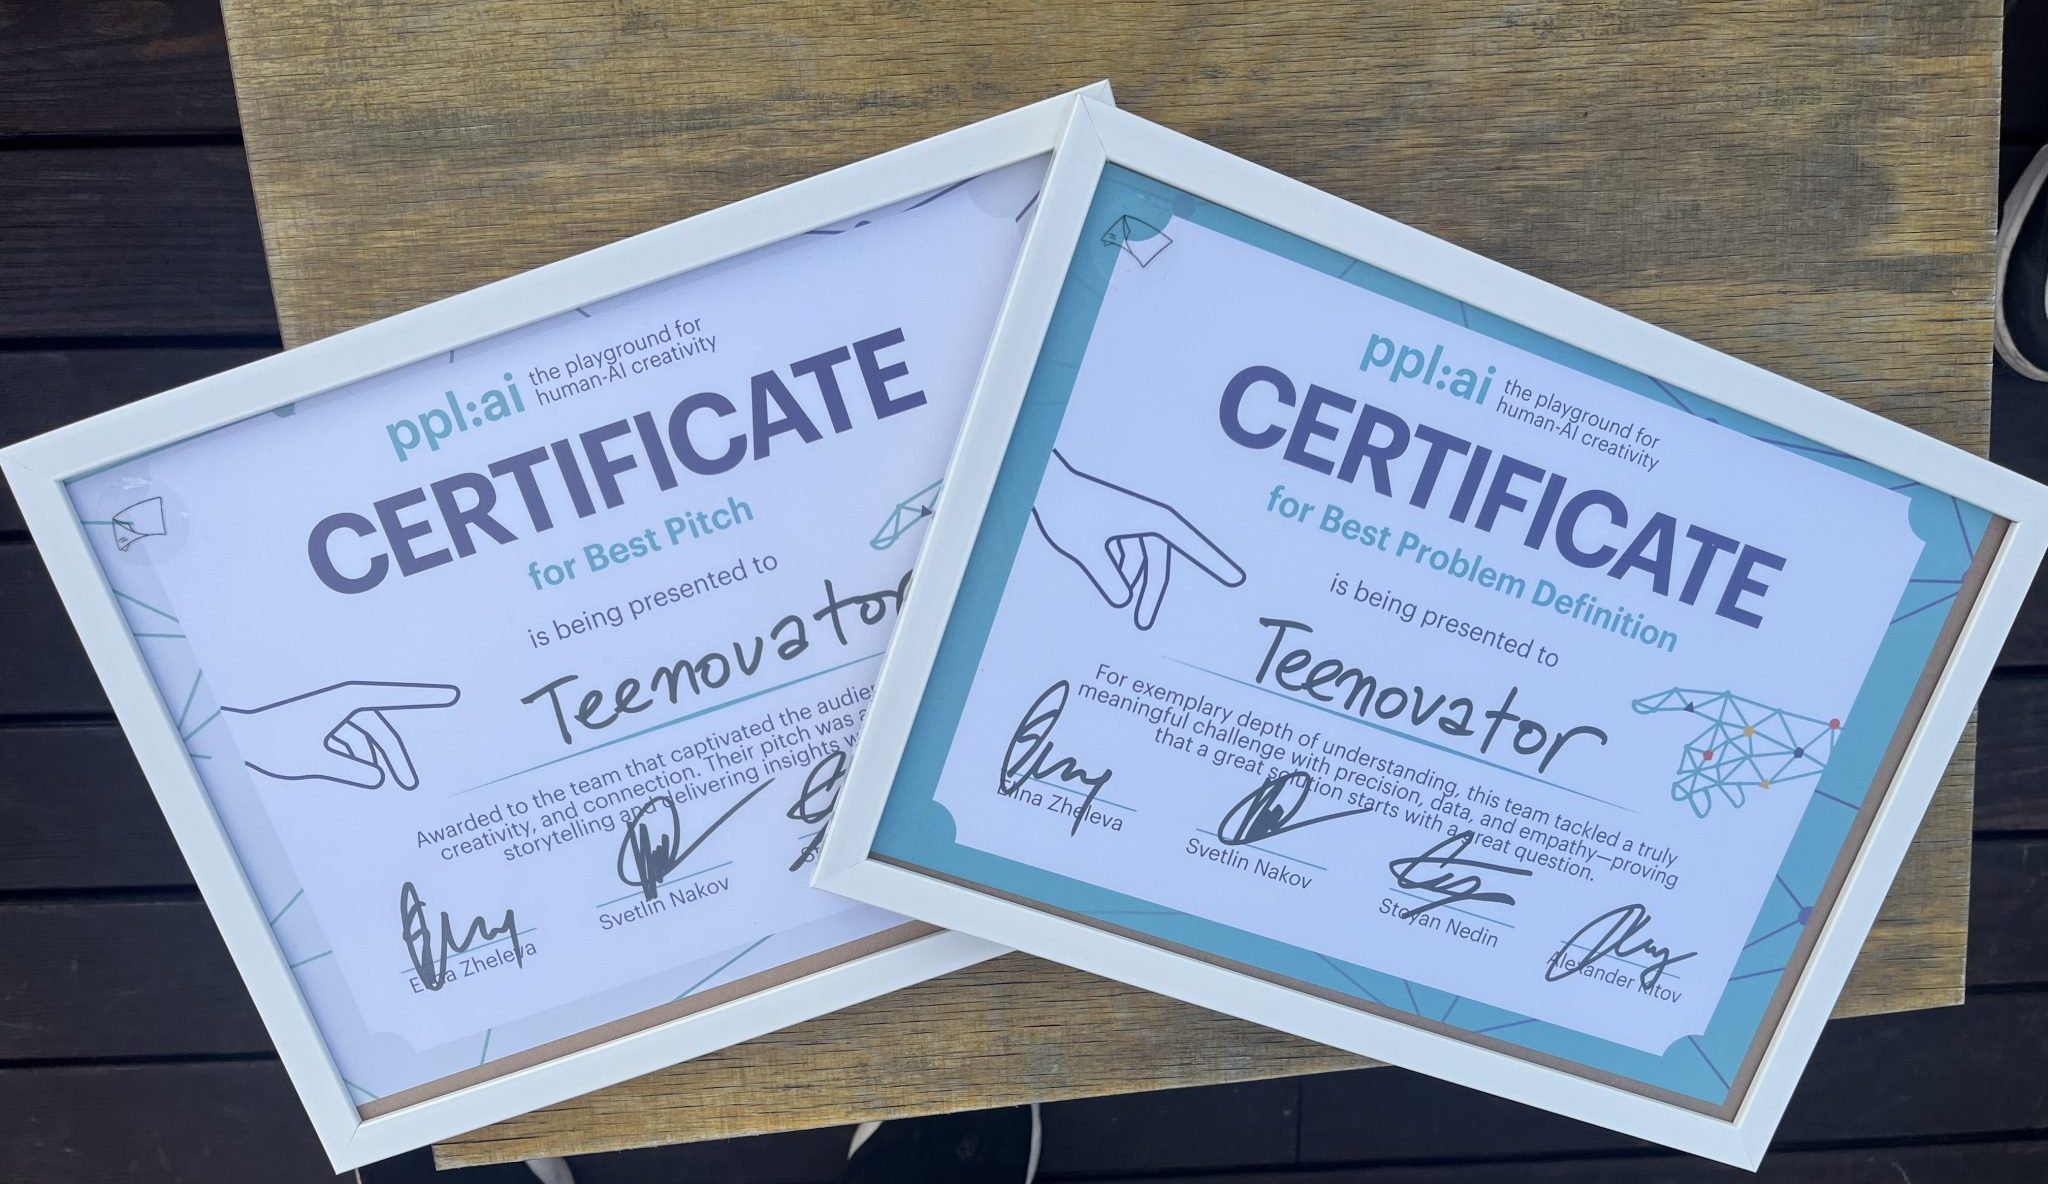 ppl:ai the playground for
human-AI creativity
CERTIFICATE
for Best Pitch
is being presented to
Teenovator
Awarded to the team that captivated the
creativity, and connection. Their pitch was
storytelling and delivering insights
Elina Zheleva
Svetlin Nakov
ppl:ai the playground for
human-AI creativity
CERTIFICATE
for Best Problem Definition
is being presented to
Teenovator
For exemplary depth of understanding, this team tackled a truly
meaningful challenge with precision, data, and empathy—proving
that a great solution starts with a great question.
Elina Zheleva
Svetlin Nakov
Stoyan Nedin
Alexander